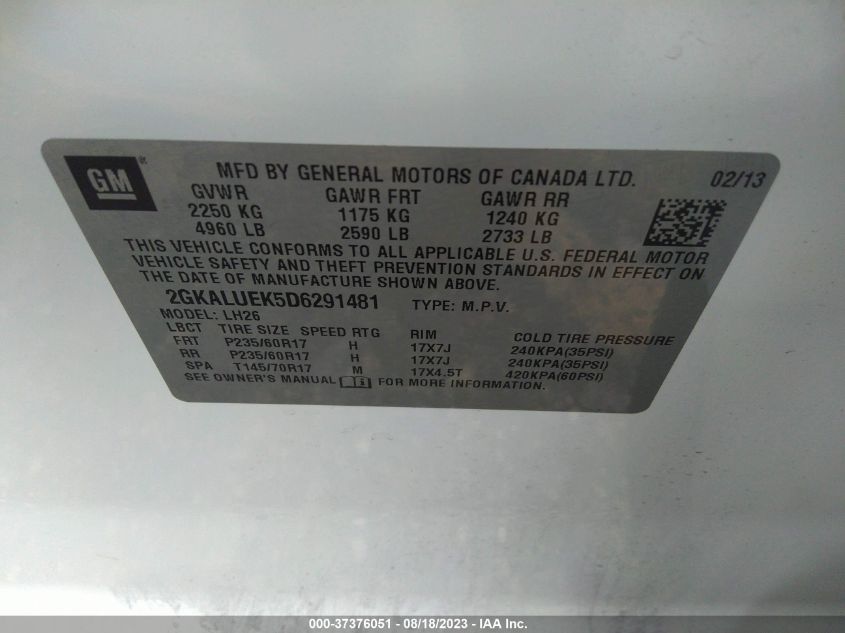 GM ® MFD BY GENERAL MOTORS OF CANADA LTD. 02/13
GVWR GAWR FRT GAWR RR
2250 KG 1175 KG 1240 KG
4960 LB 2590 LB 2733 LB
THIS VEHICLE CONFORMS TO ALL APPLICABLE U.S. FEDERAL MOTOR
VEHICLE SAFETY AND THEFT PREVENTION STANDARDS IN EFFECT ON
THE DATE OF MANUFACTURE SHOWN ABOVE.
2GKALUEK5D6291481 TYPE: M.P.V.
MODEL: LH26
LBCT TIRE SIZE SPEED RTG RIM COLD TIRE PRESSURE
FRT P235/60R17 H 17X7J 240KPA(35PSI)
RR P235/60R17 H 17X7J 240KPA(35PSI)
SPA T145/70R17 M 17X4.5T 420KPA(60PSI)
SEE OWNER'S MANUAL FOR MORE INFORMATION.
000-37376051 - 08/18/2023 - IAA Inc.